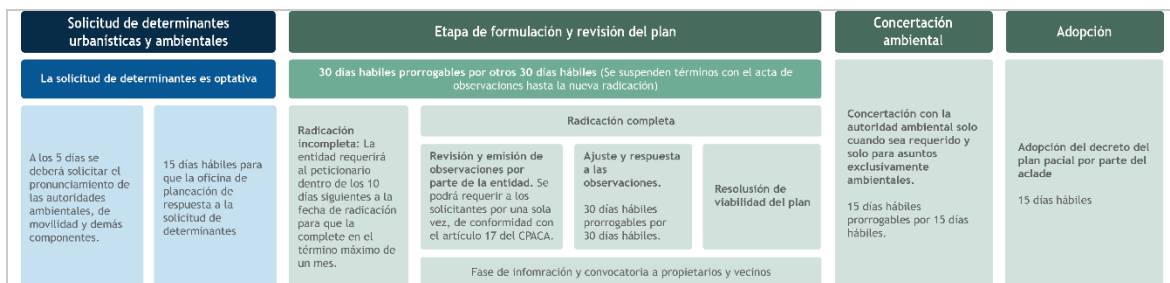 Solicitud de determinantes
urbanísticas y ambientales
La solicitud de determinantes es optativa
A los 5 días se
deberá solicitar el
pronunciamiento de
las autoridades
ambientales, de
movilidad y demás
componentes.
15 días hábiles para
que la oficina de
planeación de
respuesta a la
solicitud de
determinantes
Etapa de formulación y revisión del plan
30 días habiles prorrogables por otros 30 días hábiles (Se suspenden términos con el acta de
observaciones hasta la nueva radicación)
Radicación
incompleta: La
entidad requerirá
al peticionario
dentro de los 10
días siguientes a la
fecha de radicación
para que la
complete en el
término máximo de
un mes.
Radicación completa
Revisión y emisión de
observaciones por
parte de la entidad. Se
podrá requerir a los
solicitantes por una sola
vez, de conformidad con
el artículo 17 del CPACA.
Ajuste y respuesta
a las
observaciones.
30 días hábiles
prorrogables por
30 días hábiles.
Resolución de
viabilidad del plan
Fase de infomración y convocatoria a propietarios y vecinos
Concertación
ambiental
Concertación con la
autoridad ambiental solo
cuando sea requerido y
solo para asuntos
exclusivamente
ambientales.
15 días hábiles
prorrogables por 15 días
hábiles.
Adopción
Adopción del decreto del
plan pacial por parte del
aclade
15 días hábiles